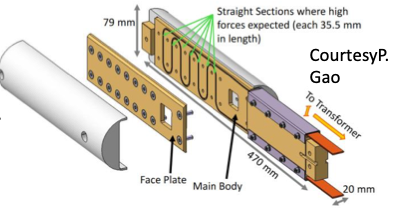 Straight Sections where high
forces expected (each 35.5 mm
in length)
79 mm
CourtesyP.
Gao
To Transformer
Face Plate
Main Body
470 mm
20 mm